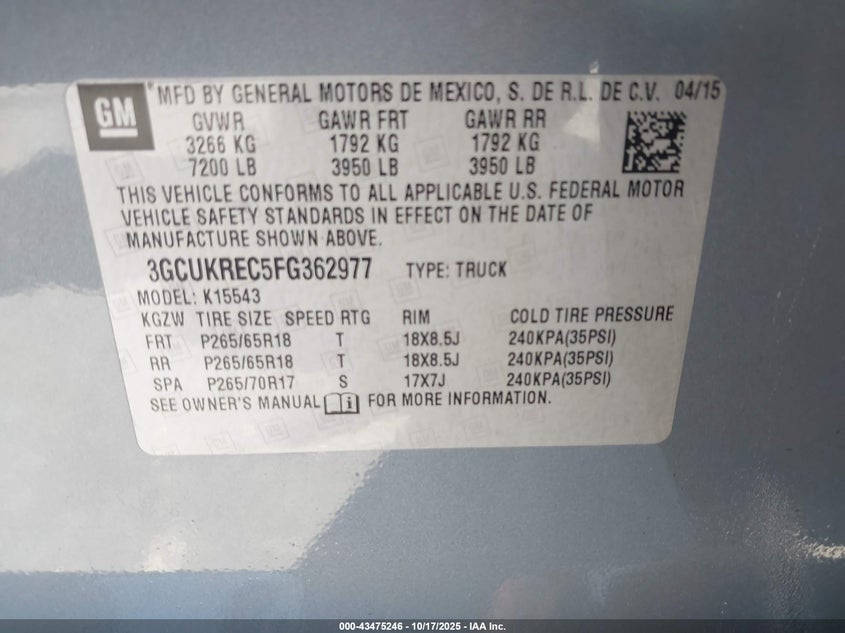 GM ® MFD BY GENERAL MOTORS DE MEXICO, S. DE R.L. DE C.V. 04/15
GVWR GAWR FRT GAWR RR
3266 KG 1792 KG 1792 KG
7200 LB 3950 LB 3950 LB
THIS VEHICLE CONFORMS TO ALL APPLICABLE U.S. FEDERAL MOTOR
VEHICLE SAFETY STANDARDS IN EFFECT ON THE DATE OF
MANUFACTURE SHOWN ABOVE.
3GCUKREC5FG362977 TYPE: TRUCK
MODEL: K15543
KGZW TIRE SIZE SPEED RTG RIM COLD TIRE PRESSURE
FRT P265/65R18 T 18X8.5J 240KPA(35PSI)
RR P265/65R18 T 18X8.5J 240KPA(35PSI)
SPA P265/70R17 S 17X7J 240KPA(35PSI)
SEE OWNER'S MANUAL FOR MORE INFORMATION.
000-43475246 - 10/17/2025 - IAA Inc.